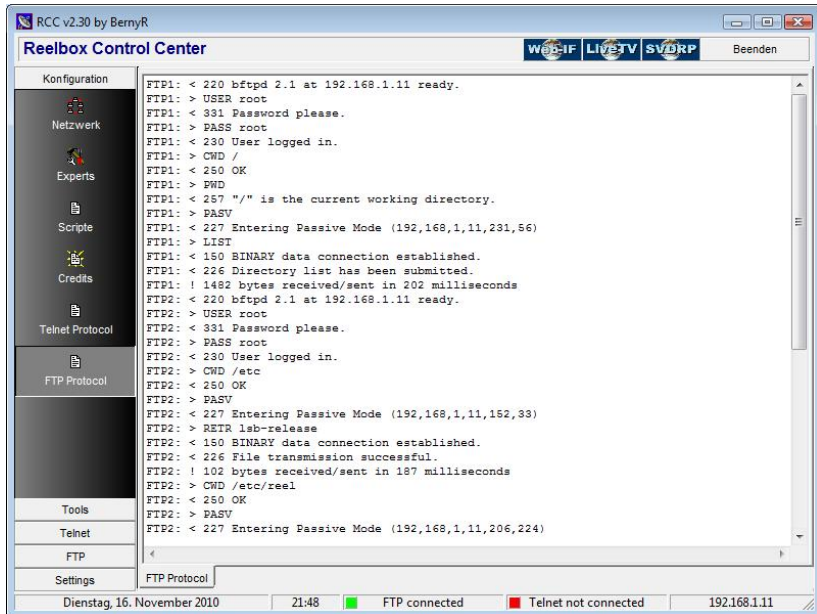 RCC v2.30 by BernyR
Reelbox Control Center
Web-IF LiveTV SVDRP Beenden
Konfiguration
Netzwerk
Experts
Scripte
Credits
Telnet Protocol
FTP Protocol
Tools
Telnet
FTP
Settings
FTP1: < 220 bftpd 2.1 at 192.168.1.11 ready.
FTP1: > USER root
FTP1: < 331 Password please.
FTP1: > PASS root
FTP1: < 230 User logged in.
FTP1: > CWD /
FTP1: < 250 OK
FTP1: > PWD
FTP1: < 257 "/" is the current working directory.
FTP1: > PASV
FTP1: < 227 Entering Passive Mode (192,168,1,11,231,56)
FTP1: > LIST
FTP1: < 150 BINARY data connection established.
FTP1: < 226 Directory list has been submitted.
FTP1: ! 1482 bytes received/sent in 202 milliseconds
FTP2: < 220 bftpd 2.1 at 192.168.1.11 ready.
FTP2: > USER root
FTP2: < 331 Password please.
FTP2: > PASS root
FTP2: < 230 User logged in.
FTP2: > CWD /etc
FTP2: < 250 OK
FTP2: > PASV
FTP2: < 227 Entering Passive Mode (192,168,1,11,152,33)
FTP2: > RETR lsb-release
FTP2: < 150 BINARY data connection established.
FTP2: < 226 File transmission successful.
FTP2: ! 102 bytes received/sent in 187 milliseconds
FTP2: > CWD /etc/reel
FTP2: < 250 OK
FTP2: > PASV
FTP2: < 227 Entering Passive Mode (192,168,1,11,206,224)
FTP Protocol
Dienstag, 16. November 2010 21:48 FTP connected Telnet not connected 192.168.1.11